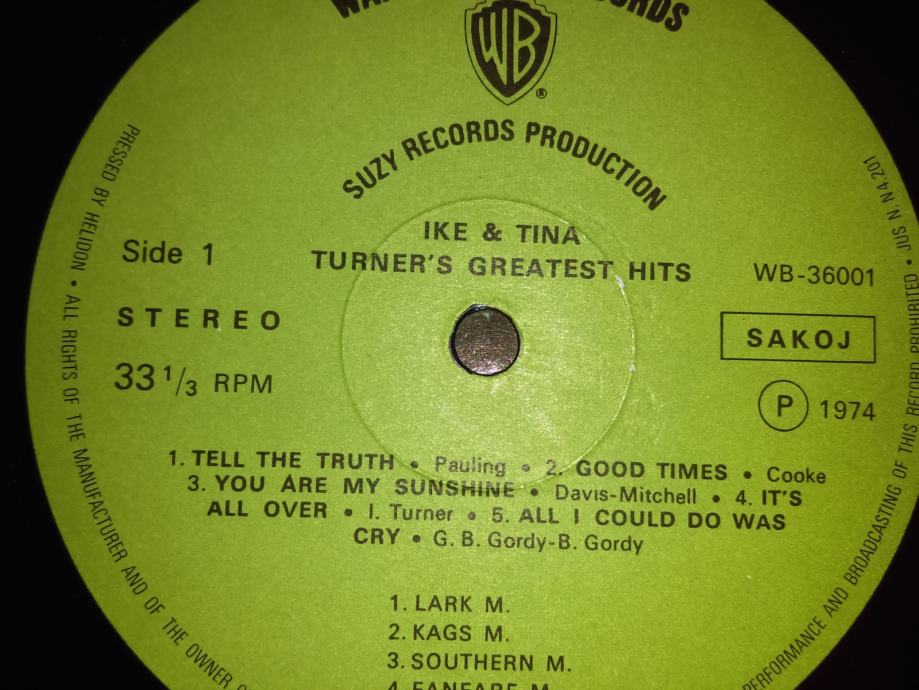 WB
®
SUZY RECORDS PRODUCTION
IKE & TINA
TURNER'S GREATEST HITS
Side 1
WB-36001
STEREO
SAKOJ
33 1/3 RPM
P 1974
1. TELL THE TRUTH • Pauling • 2. GOOD TIMES • Cooke
3. YOU ARE MY SUNSHINE • Davis-Mitchell • 4. IT'S
ALL OVER • I. Turner • 5. ALL I COULD DO WAS
CRY • G. B. Gordy-B. Gordy
1. LARK M.
2. KAGS M.
3. SOUTHERN M.
4. FANFARE M.
PRESSED BY HELIDON • ALL RIGHTS OF THE MANUFACTURER AND OF THE OWNER
PERFORMANCE AND BROADCASTING OF THIS RECORD PROHIBITED • JUS N. N4.201